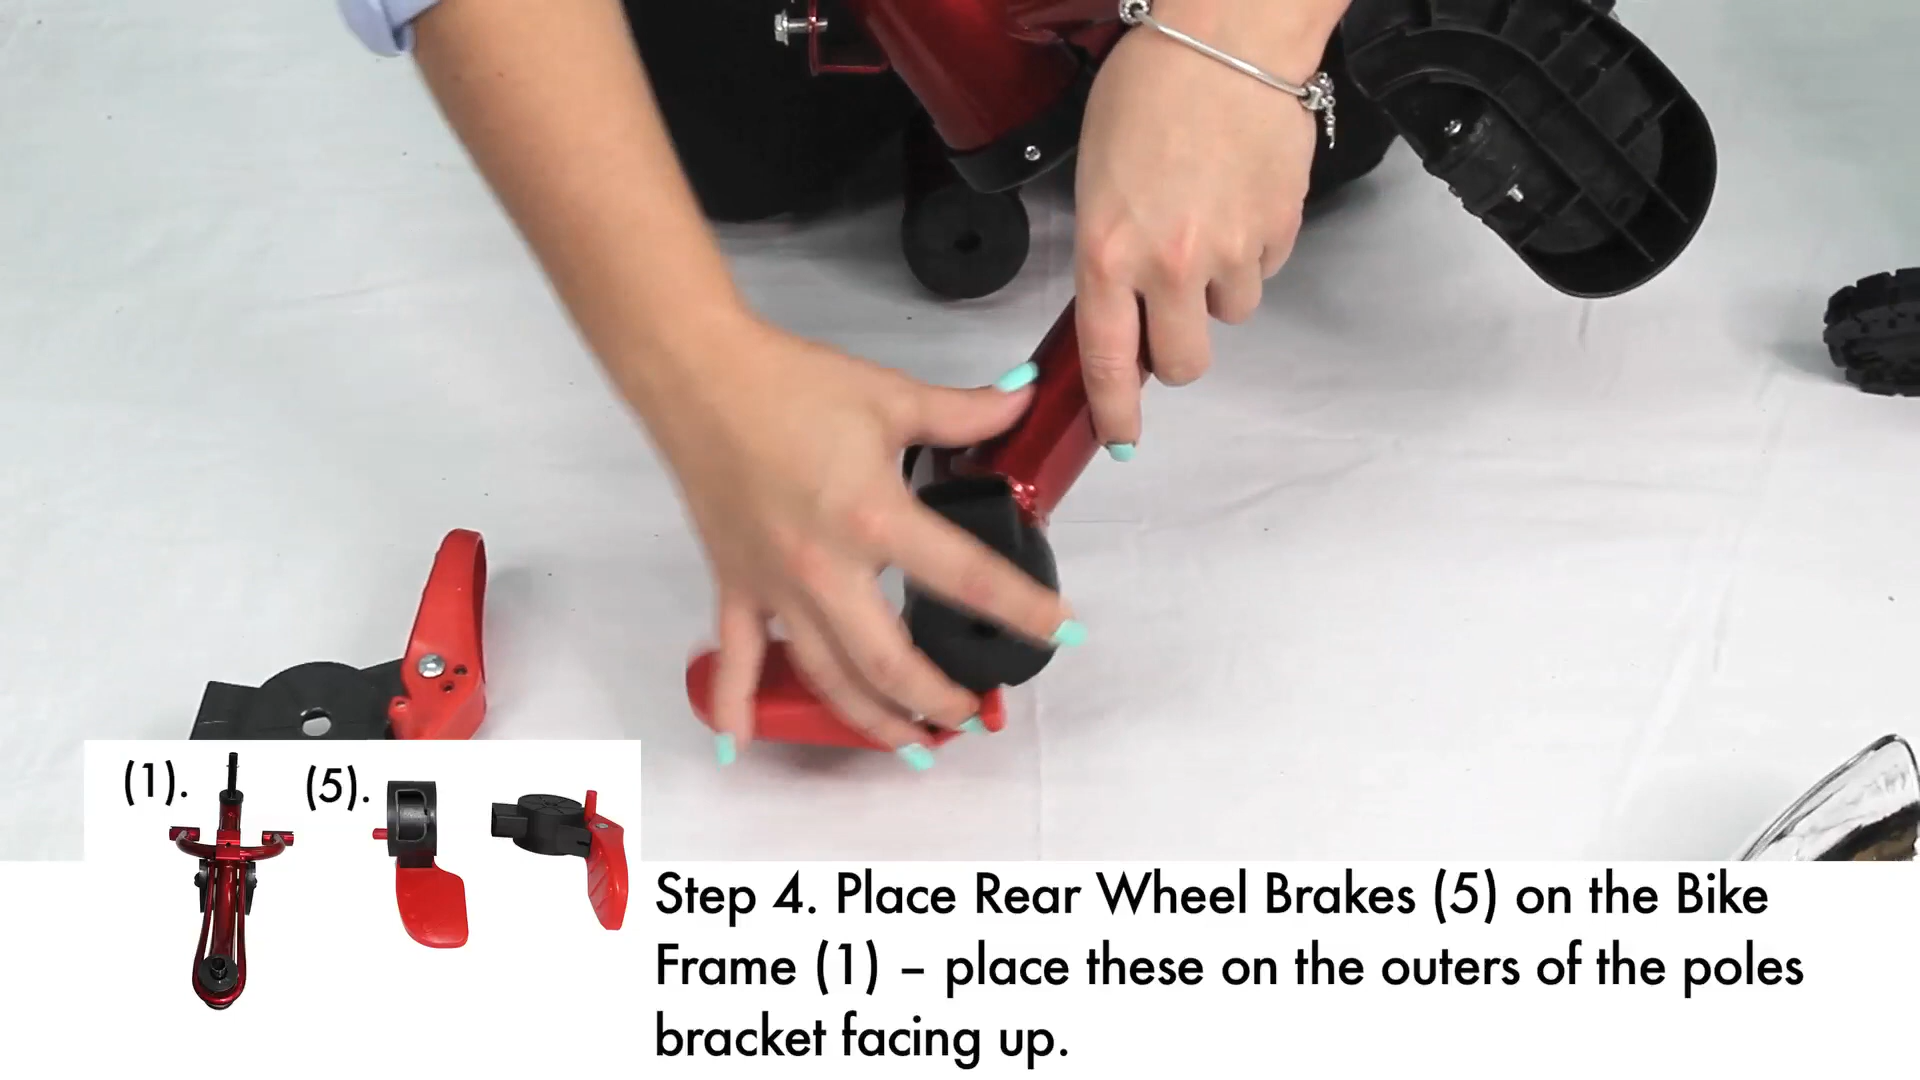 (1). (5).
Step 4. Place Rear Wheel Brakes (5) on the Bike
Frame (1) – place these on the outers of the poles
bracket facing up.